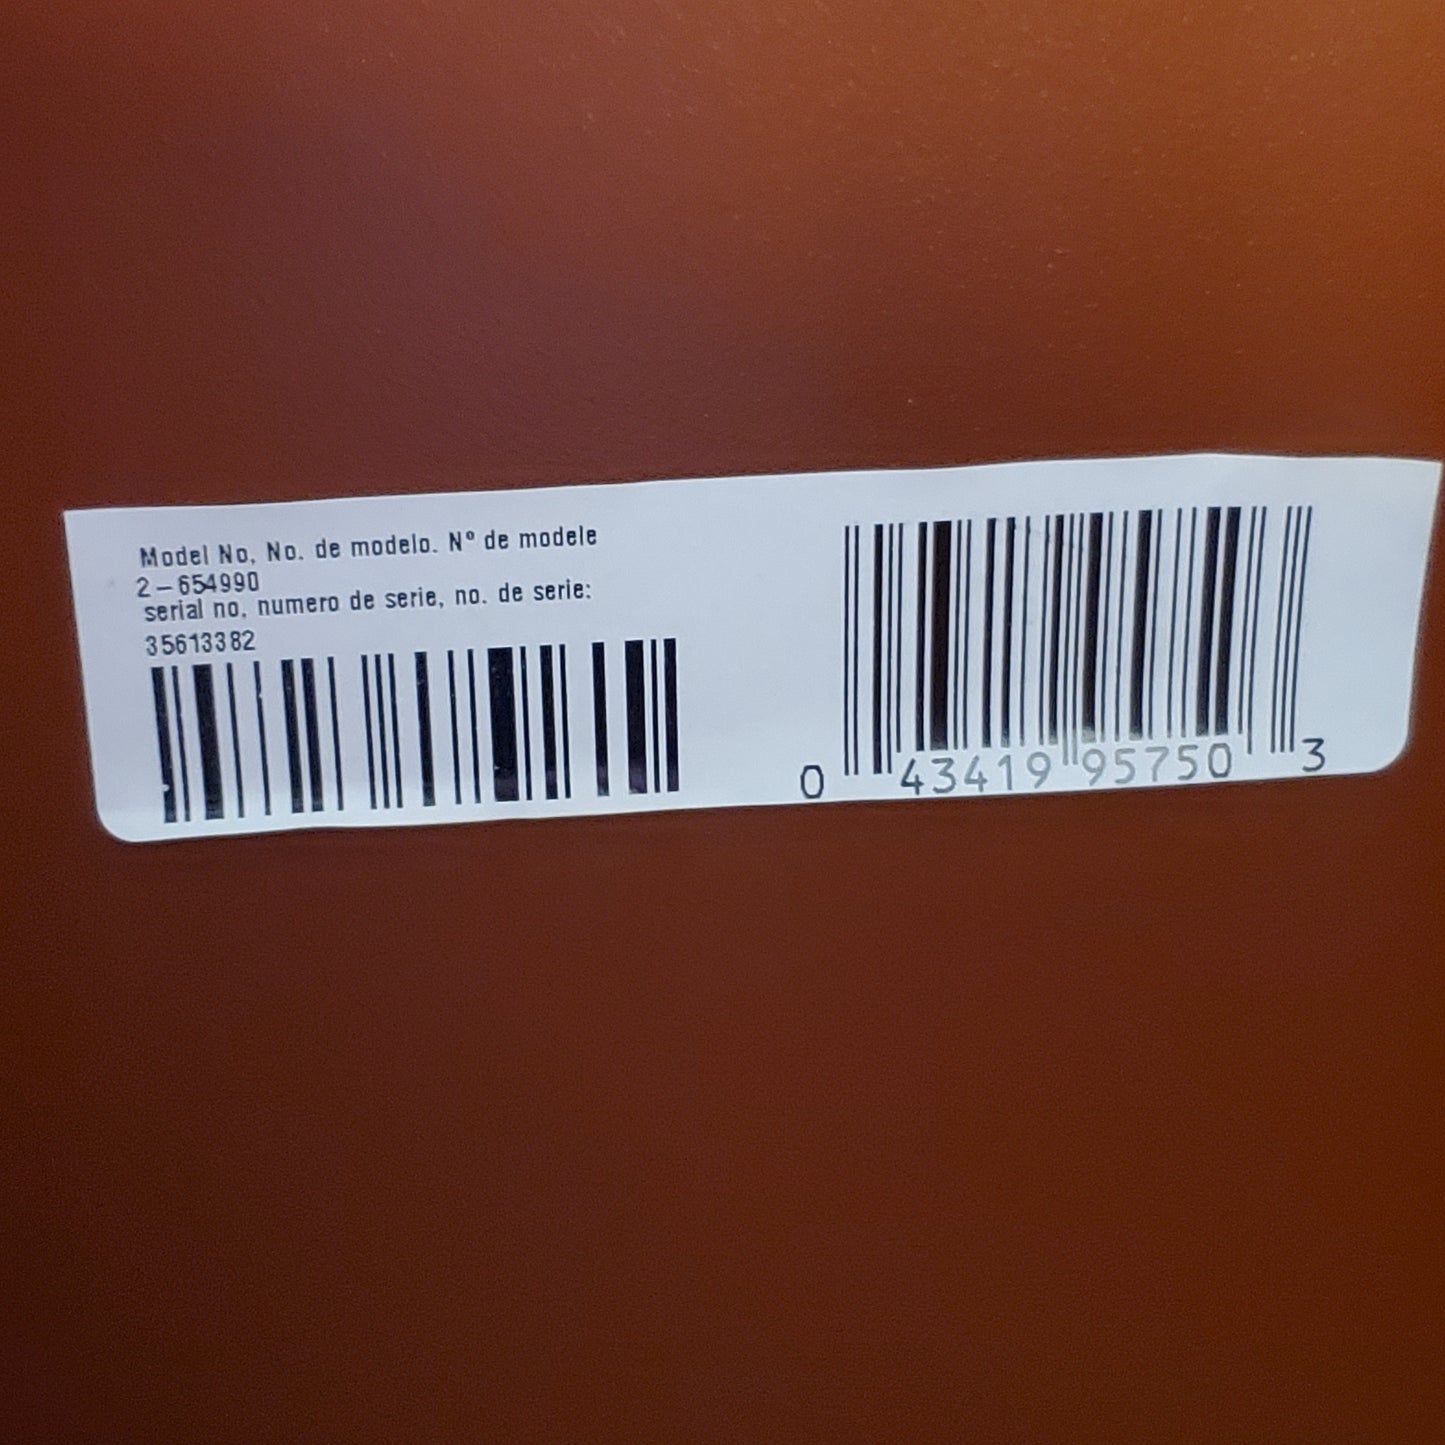 Model No, No. de modelo. Nº de modele
2-654990
serial no, numero de serie, no. de serie:
35613382
0 43419 95750 3